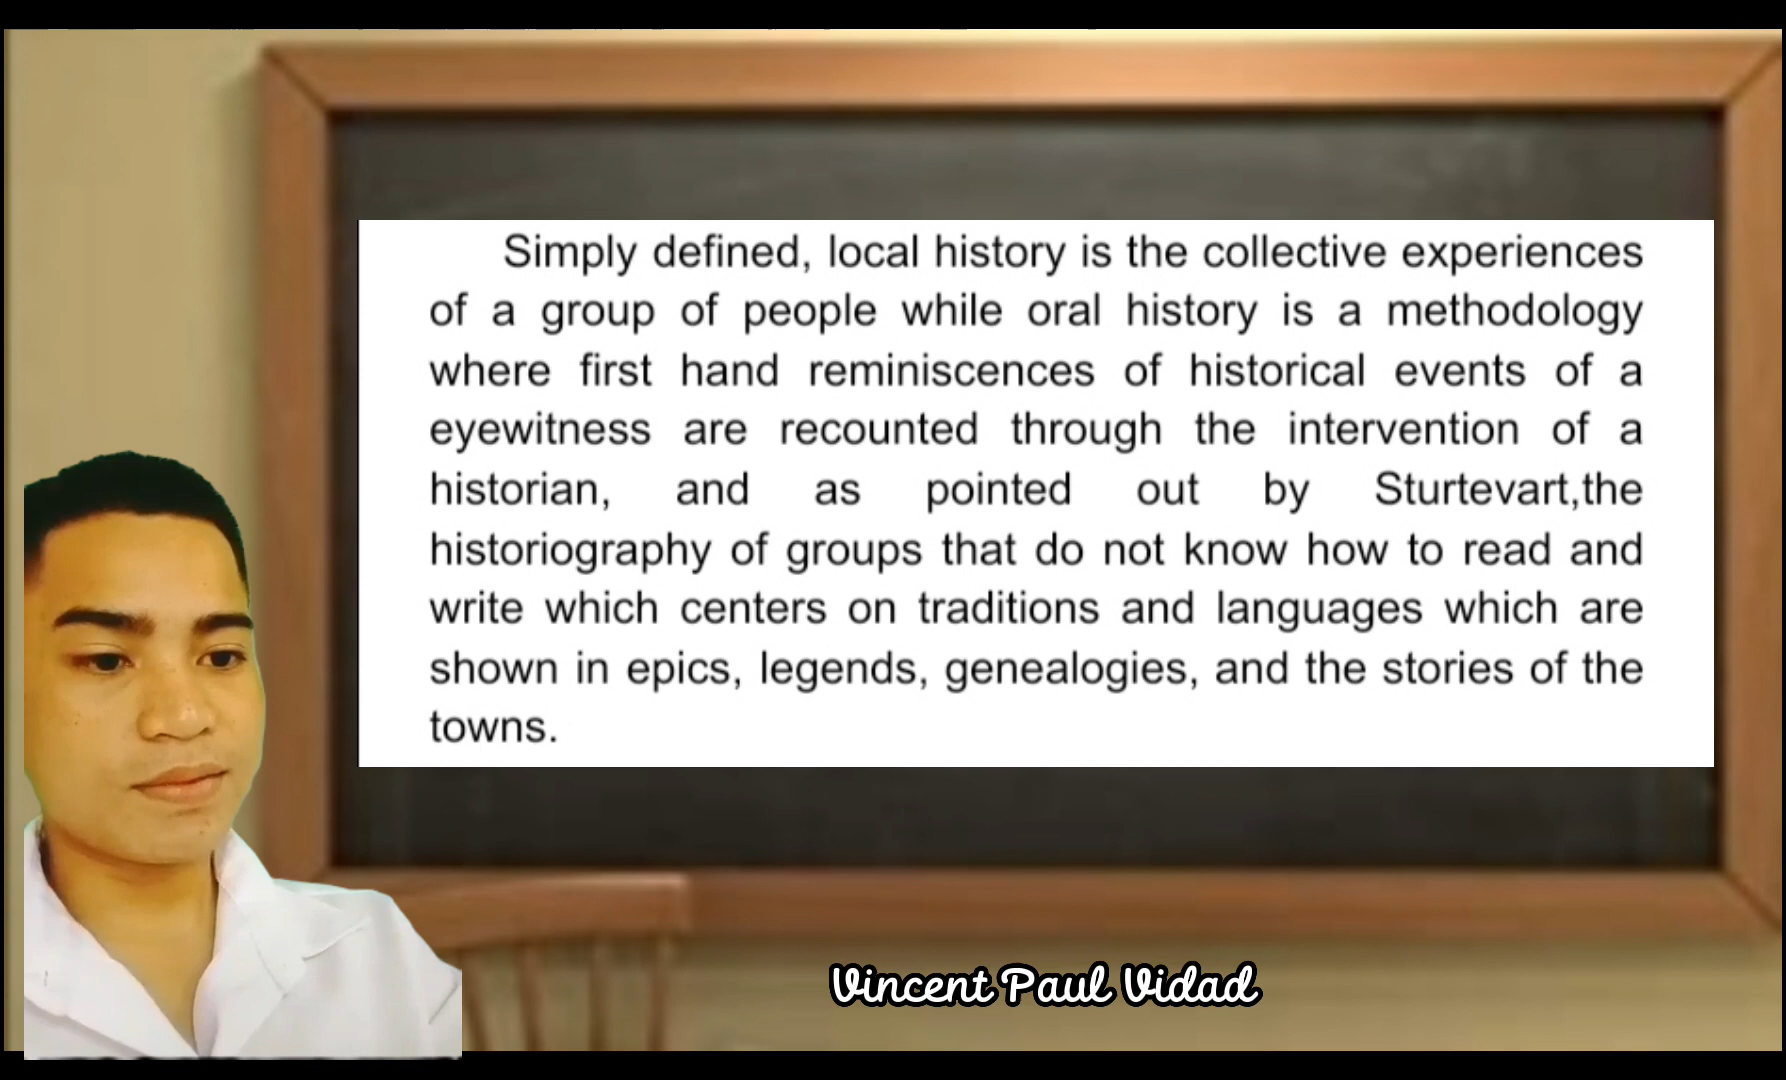 Simply defined, local history is the collective experiences
of a group of people while oral history is a methodology
where first hand reminiscences of historical events of a
eyewitness are recounted through the intervention of a
historian, and as pointed out by Sturtevart,the
historiography of groups that do not know how to read and
write which centers on traditions and languages which are
shown in epics, legends, genealogies, and the stories of the
towns.
Vincent Paul Vidad